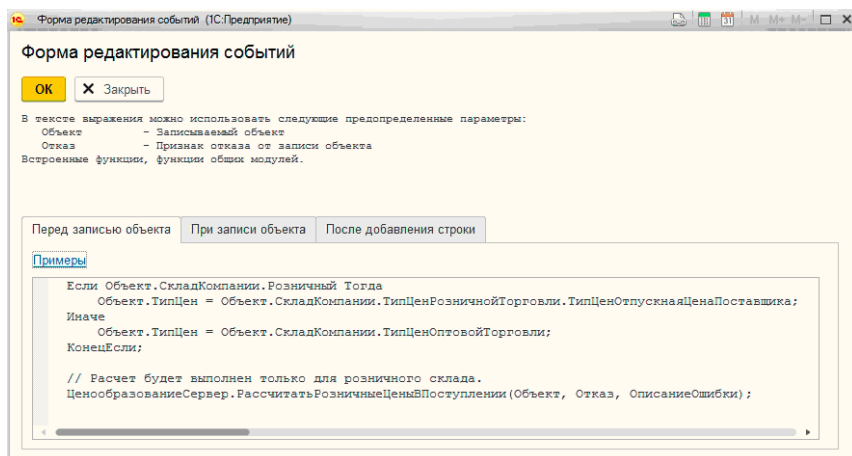 1С Форма редактирования событий (1С:Предприятие) 31 M M+ M-
Форма редактирования событий
ОК Закрыть
В тексте выражения можно использовать следующие предопределенные параметры:
Объект – Записываемый объект
Отказ – Признак отказа от записи объекта
Встроенные функции, функции общих модулей.
Перед записью объекта При записи объекта После добавления строки
Примеры
Если Объект.СкладКомпании.Розничный Тогда
Объект.ТипЦен = Объект.СкладКомпании.ТипЦенРозничнойТорговли.ТипЦенОтпускнаяЦенаПоставщика;
Иначе
Объект.ТипЦен = Объект.СкладКомпании.ТипЦенОптовойТорговли;
КонецЕсли;
// Расчет будет выполнен только для розничного склада.
ЦенообразованиеСервер.РассчитатьРозничныеЦеныВПоступлении(Объект, Отказ, ОписаниеОшибки);